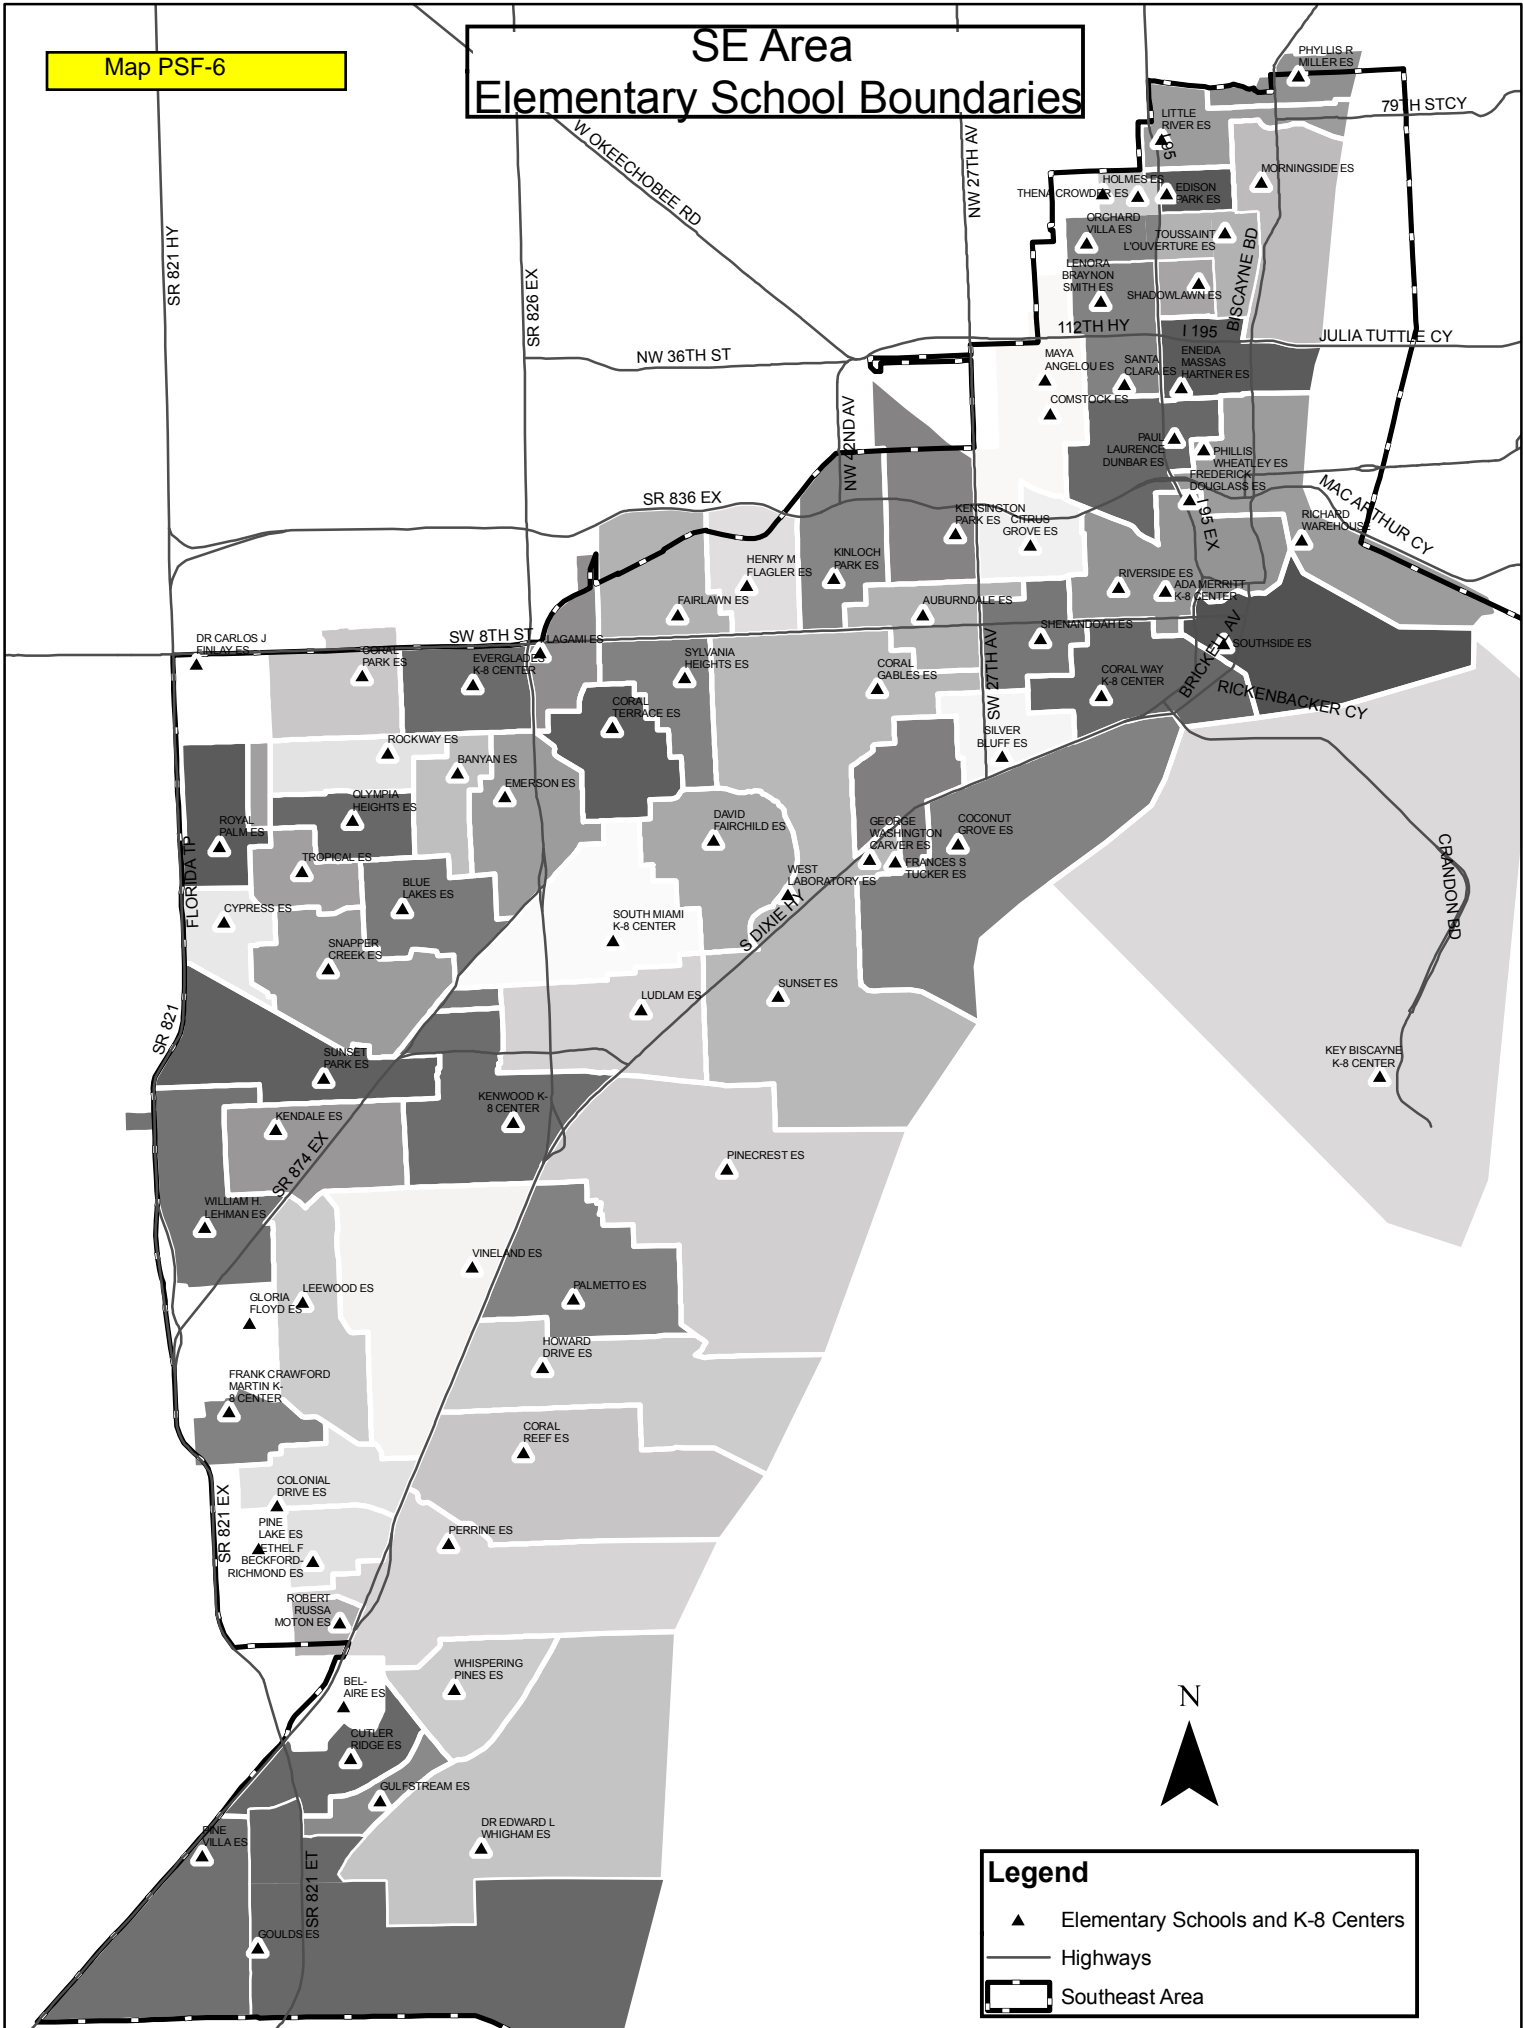 Map PSF-6
SE Area
Elementary School Boundaries
PHYLLIS R
MILLER ES
79TH STCY
LITTLE
RIVER ES
I 95
W OKEECHOBEE RD
NW 27TH AV
MORNINGSIDE ES
HOLMES ES
THENA CROWDER ES
EDISON
PARK ES
ORCHARD
VILLA ES
TOUSSAINT
L'OUVERTURE ES
SR 821 HY
SR 826 EX
LENORA
BRAYNON
SMITH ES
SHADOWLAWN ES
BISCAYNE BD
112TH HY
I 195
JULIA TUTTLE CY
NW 36TH ST
MAYA
ANGELOU ES
SANTA
CLARA ES
ENEIDA
MASSAS
HARTNER ES
COMSTOCK ES
NW 42ND AV
PAUL
LAURENCE
DUNBAR ES
PHILLIS
WHEATLEY ES
FREDERICK
DOUGLASS ES
SR 836 EX
MAC ARTHUR CY
I 95 EX
RICHARD
WAREHOUSE
KENSINGTON
PARK ES
CITRUS
GROVE ES
HENRY M
FLAGLER ES
KINLOCH
PARK ES
RIVERSIDE ES
ADA MERRITT
K-8 CENTER
FAIRLAWN ES
AUBURNDALE ES
SW 8TH ST
DR CARLOS J
FINLAY ES
CORAL
PARK ES
EVERGLADES
K-8 CENTER
FLAGAMI ES
SYLVANIA
HEIGHTS ES
SHENANDOAH ES
SOUTHSIDE ES
CORAL
GABLES ES
SW 27TH AV
CORAL WAY
K-8 CENTER
BRICKELL AV
RICKENBACKER CY
CORAL
TERRACE ES
SILVER
BLUFF ES
ROCKWAY ES
BANYAN ES
EMERSON ES
OLYMPIA
HEIGHTS ES
ROYAL
PALM ES
DAVID
FAIRCHILD ES
GEORGE
WASHINGTON
CARVER ES
COCONUT
GROVE ES
FRANCES S
TUCKER ES
TROPICAL ES
FLORIDA TP
BLUE
LAKES ES
WEST
LABORATORY ES
CRANDON BD
CYPRESS ES
SOUTH MIAMI
K-8 CENTER
S DIXIE HY
SNAPPER
CREEK ES
SUNSET ES
LUDLAM ES
SR 821
SUNSET
PARK ES
KEY BISCAYNE
K-8 CENTER
KENWOOD K-
8 CENTER
KENDALE ES
SR 874 EX
PINECREST ES
WILLIAM H.
LEHMAN ES
VINELAND ES
LEEWOOD ES
GLORIA
FLOYD ES
PALMETTO ES
HOWARD
DRIVE ES
FRANK CRAWFORD
MARTIN K-
8 CENTER
CORAL
REEF ES
COLONIAL
DRIVE ES
SR 821 EX
PINE
LAKE ES
PERRINE ES
ETHEL F
BECKFORD-
RICHMOND ES
ROBERT
RUSSA
MOTON ES
WHISPERING
PINES ES
BEL-
AIRE ES
CUTLER
RIDGE ES
N
GULFSTREAM ES
DR EDWARD L
WHIGHAM ES
PINE
VILLA ES
SR 821 ET
GOULDS ES
Legend
Elementary Schools and K-8 Centers
Highways
Southeast Area